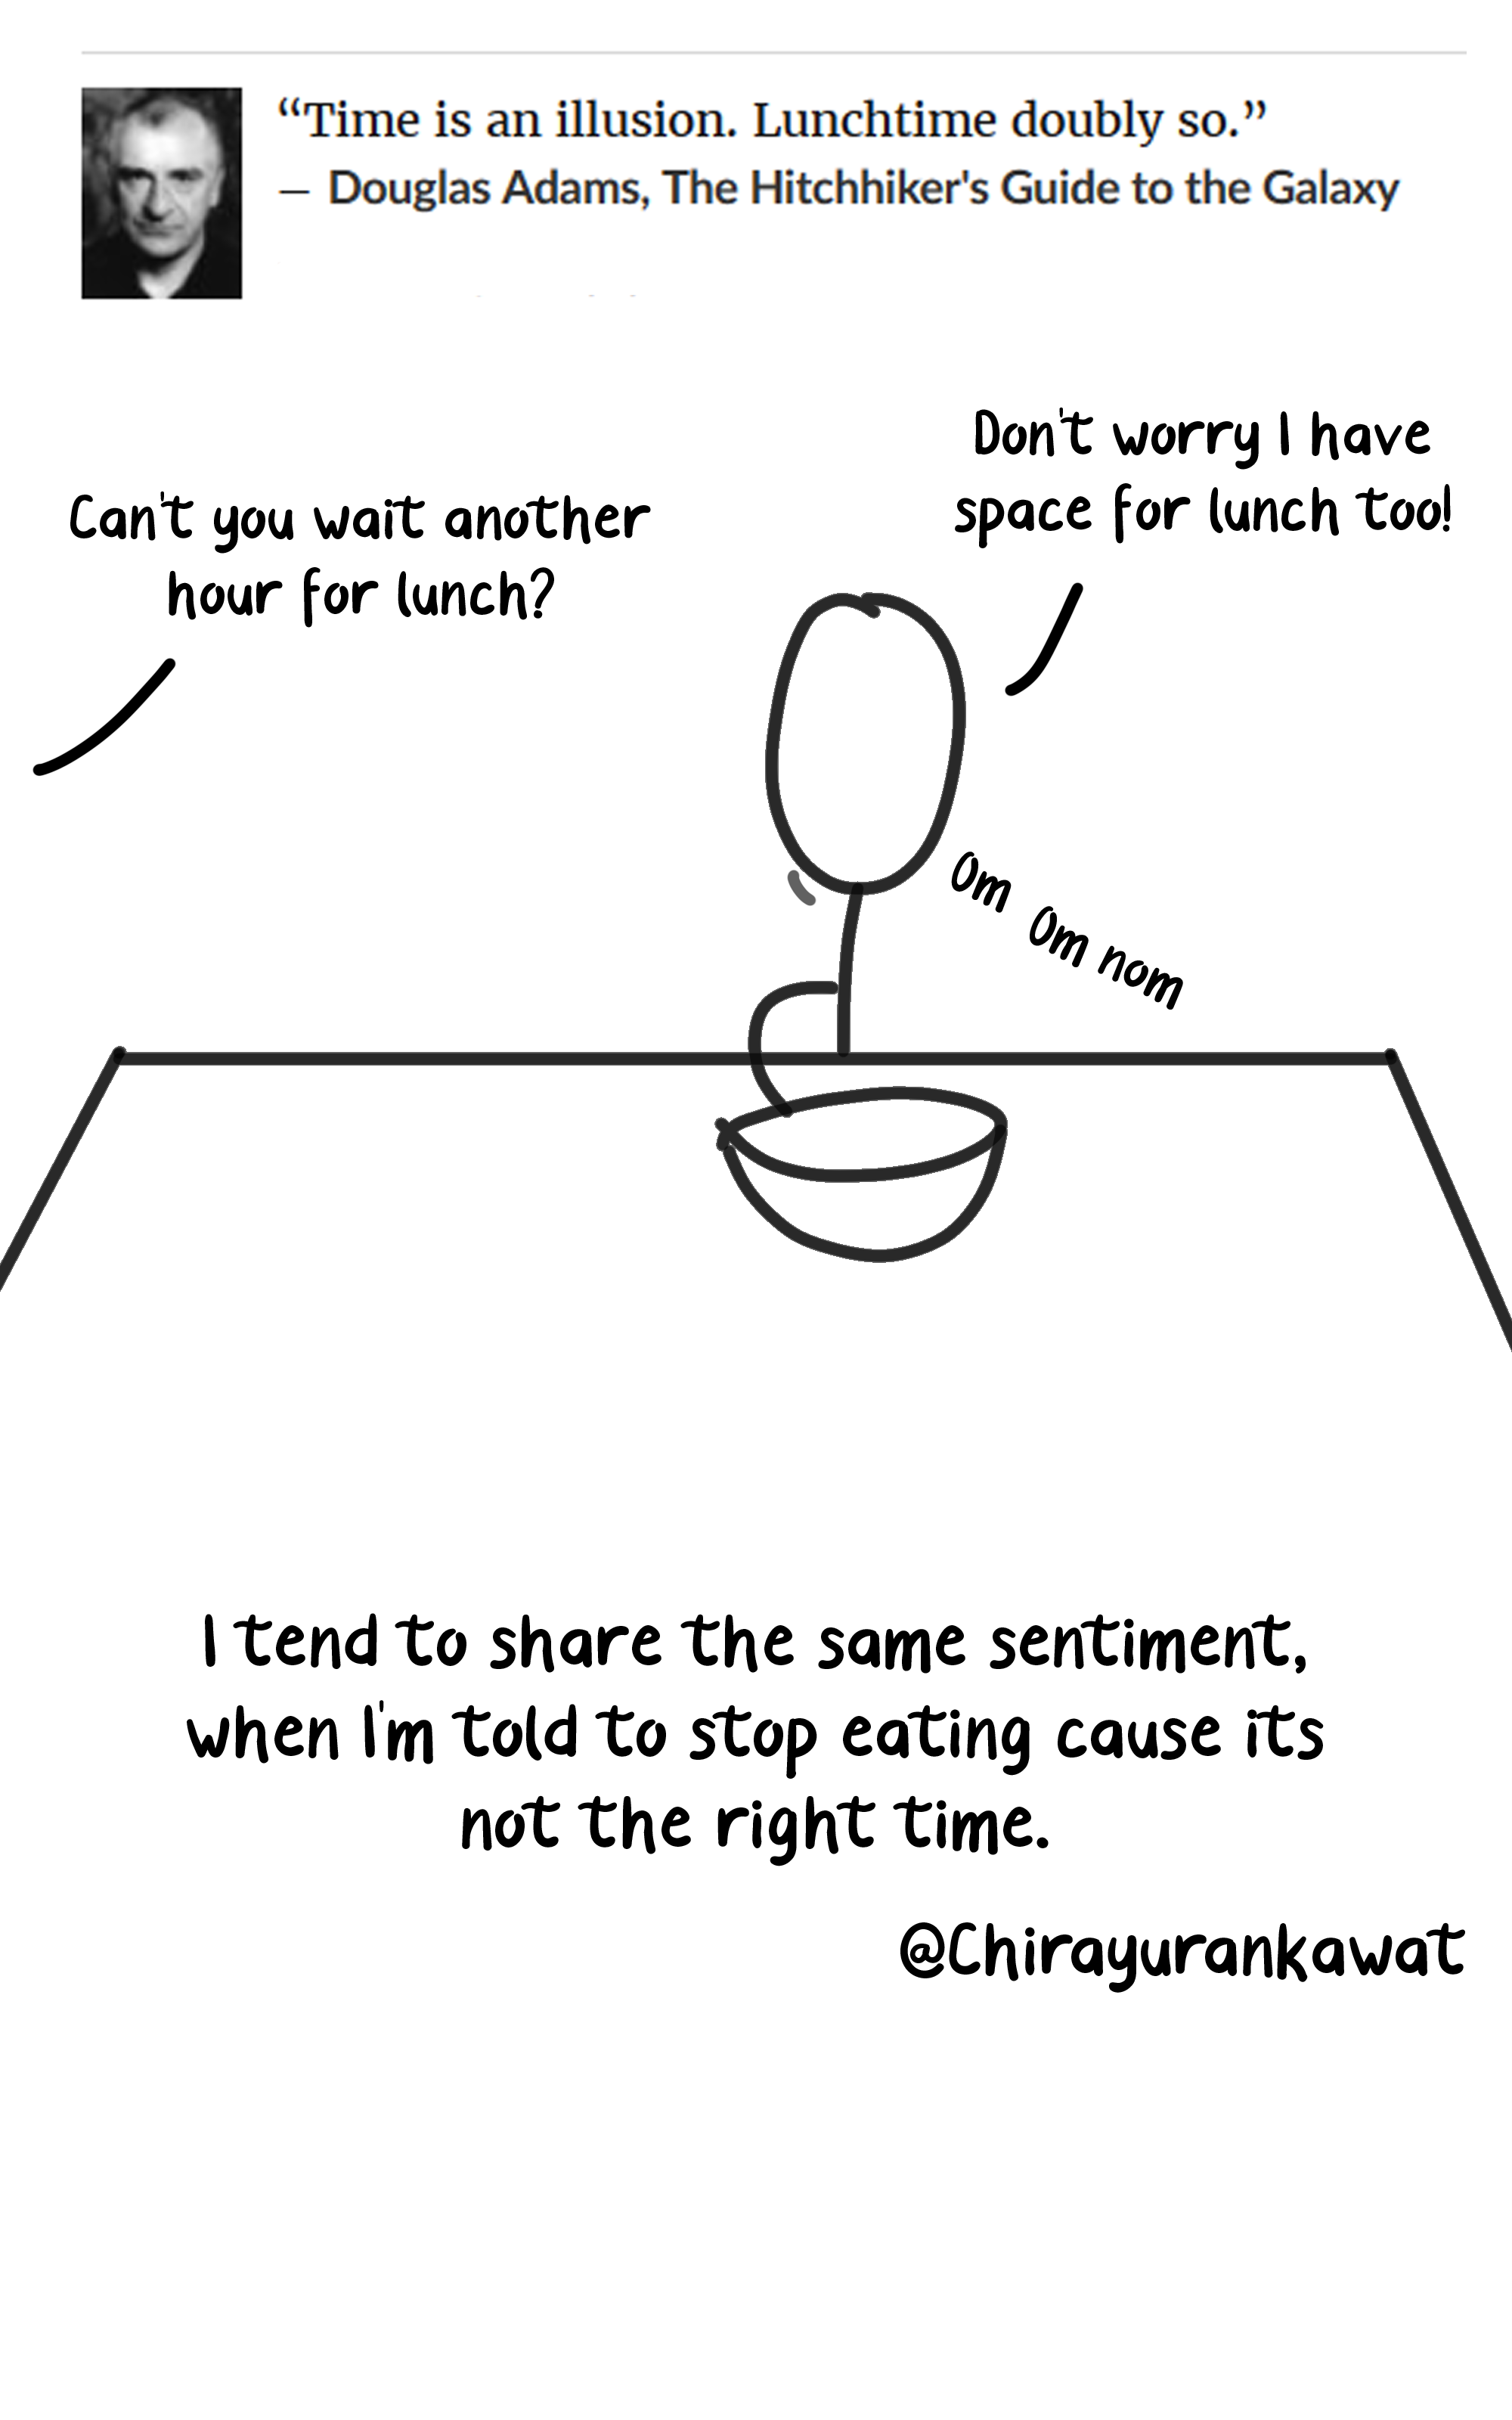 “Time is an illusion. Lunchtime doubly so.”
― Douglas Adams, The Hitchhiker's Guide to the Galaxy
Can't you wait another
hour for lunch?
Don't worry I have
space for lunch too!
Om Om nom
I tend to share the same sentiment,
when I'm told to stop eating cause its
not the right time.
@Chirayurankawat